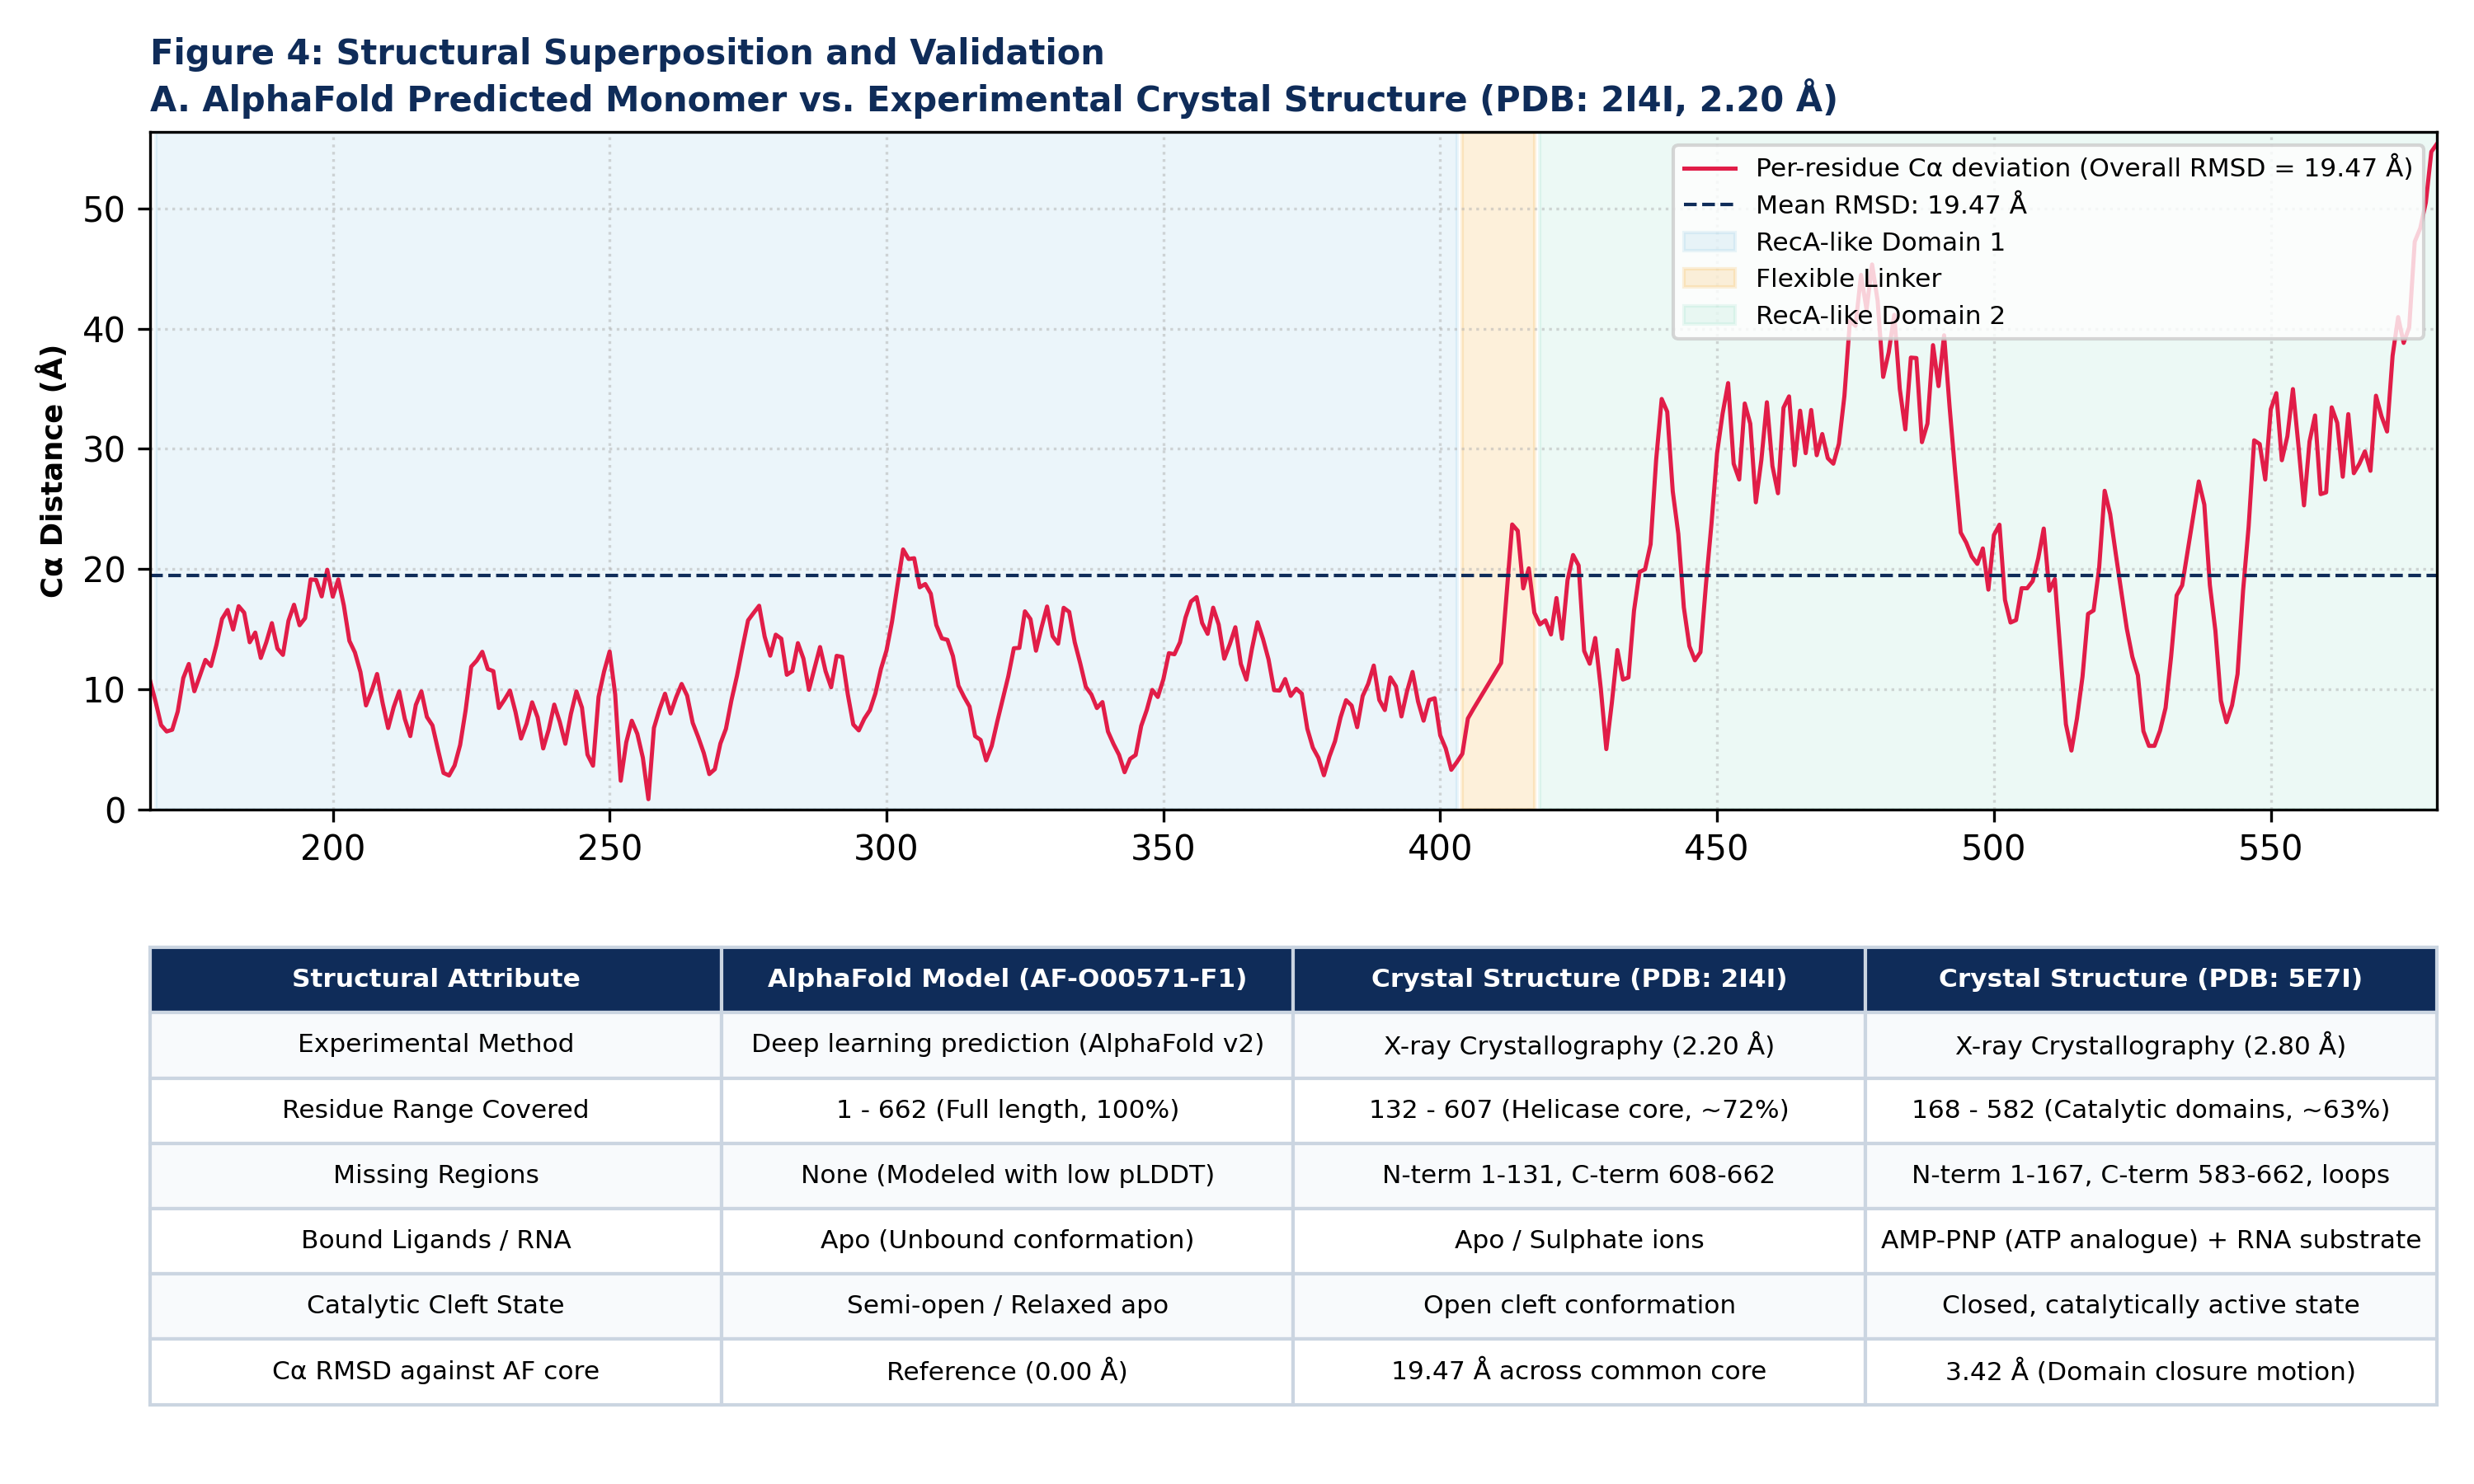 Figure 4: Structural Superposition and Validation
A. AlphaFold Predicted Monomer vs. Experimental Crystal Structure (PDB: 2I4I, 2.20 Å)
Cα Distance (Å)
50
40
30
20
10
0
Per-residue Cα deviation (Overall RMSD = 19.47 Å)
Mean RMSD: 19.47 Å
RecA-like Domain 1
Flexible Linker
RecA-like Domain 2
200 250 300 350 400 450 500 550
Structural Attribute AlphaFold Model (AF-O00571-F1) Crystal Structure (PDB: 2I4I) Crystal Structure (PDB: 5E7I)
Experimental Method Deep learning prediction (AlphaFold v2) X-ray Crystallography (2.20 Å) X-ray Crystallography (2.80 Å)
Residue Range Covered 1 - 662 (Full length, 100%) 132 - 607 (Helicase core, ~72%) 168 - 582 (Catalytic domains, ~63%)
Missing Regions None (Modeled with low pLDDT) N-term 1-131, C-term 608-662 N-term 1-167, C-term 583-662, loops
Bound Ligands / RNA Apo (Unbound conformation) Apo / Sulphate ions AMP-PNP (ATP analogue) + RNA substrate
Catalytic Cleft State Semi-open / Relaxed apo Open cleft conformation Closed, catalytically active state
Cα RMSD against AF core Reference (0.00 Å) 19.47 Å across common core 3.42 Å (Domain closure motion)